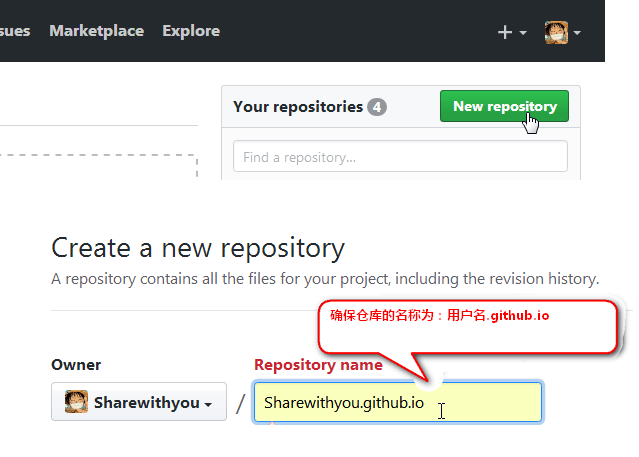 sues Marketplace Explore
Your repositories 4 New repository
Find a repository...
Create a new repository
A repository contains all the files for your project, including the revision history.
确保仓库的名称为：用户名.github.io
Owner Repository name
Sharewithyou / Sharewithyou.github.io